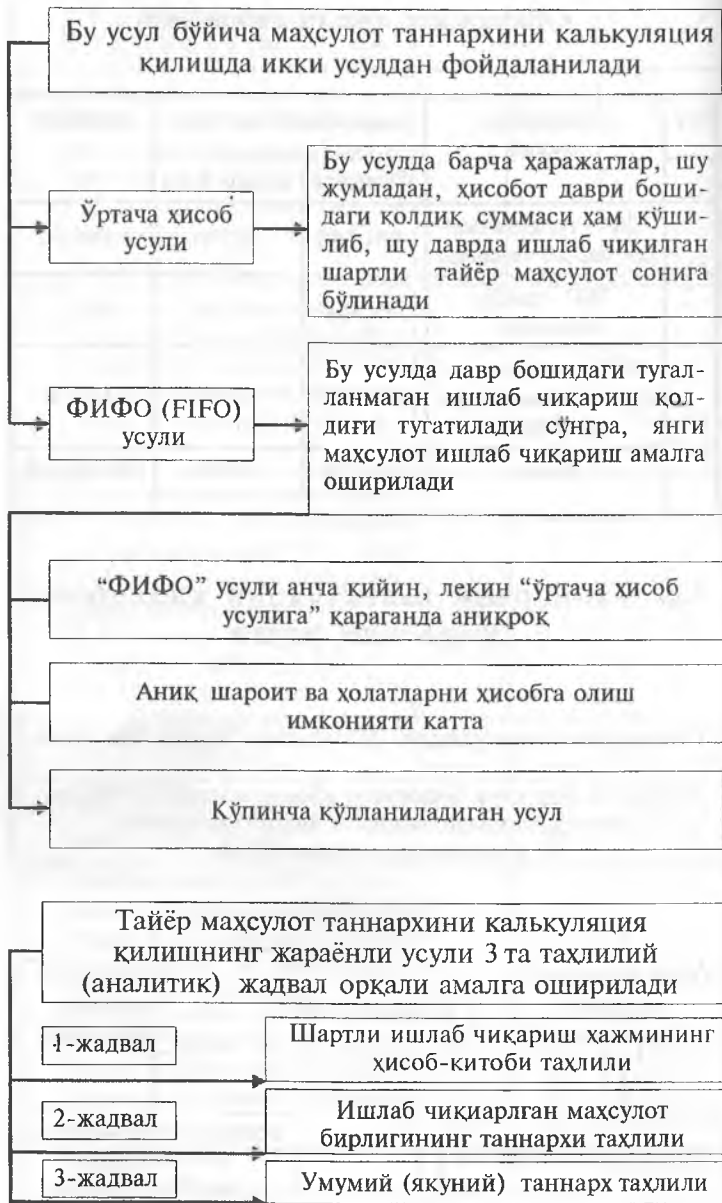 Бу усул бўйича маҳсулот таннархини калькуляция
қилишда икки усулдан фойдаланилади
Ўртача ҳисоб
усули
Бу усулда барча ҳаражатлар, шу
жумладан, ҳисобот даври боши-
даги қолдиқ суммаси ҳам қўши-
либ, шу даврда ишлаб чиқилган
шартли тайёр маҳсулот сонига
бўлинади
ФИФО (FIFO)
усули
Бу усулда давр бошидаги тугал-
ланмаган ишлаб чиқариш қол-
диғи тугатилади сўнгра, янги
маҳсулот ишлаб чиқариш амалга
оширилади
“ФИФО” усули анча қийин, лекин “ўртача ҳисоб
усулига” қараганда аниқроқ
Аниқ шароит ва ҳолатларни ҳисобга олиш
имконияти катта
Кўпинча қўлланиладиган усул
Тайёр маҳсулот таннархини калькуляция
қилишнинг жараёнли усули 3 та таҳлилий
(аналитик) жадвал орқали амалга оширилади
1-жадвал
Шартли ишлаб чиқариш ҳажмининг
ҳисоб-китоби таҳлили
2-жадвал
Ишлаб чиқиарлган маҳсулот
бирлигининг таннархи таҳлили
3-жадвал
Умумий (якуний) таннарх таҳлили